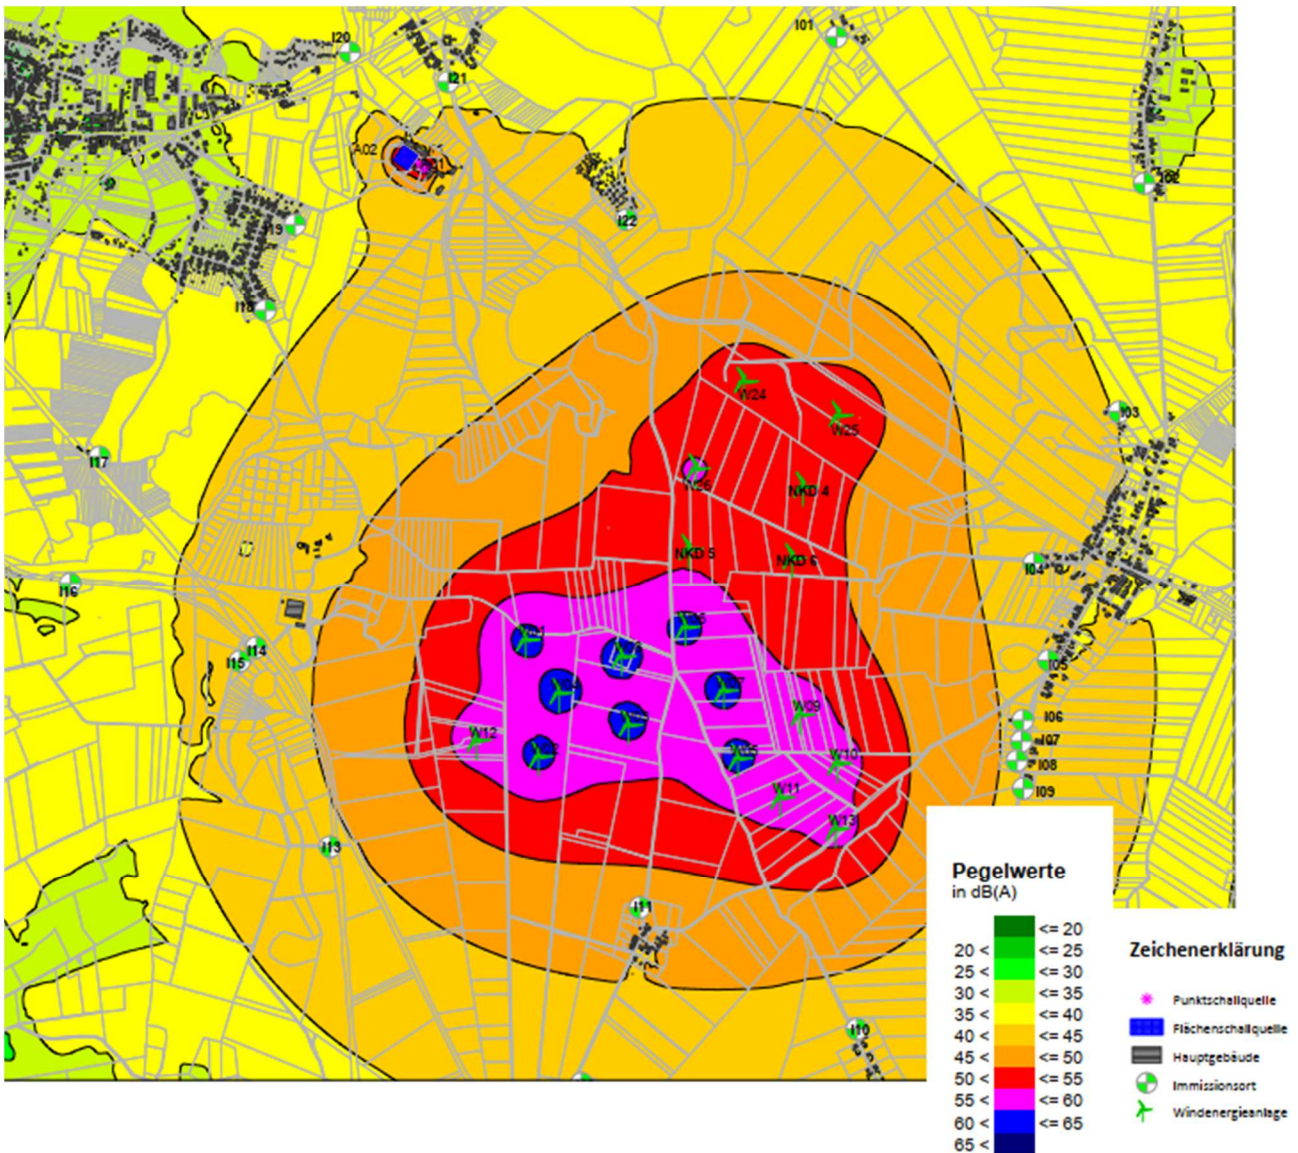 I01
I20
I21
A02
I02
I22
I19
I18
W24
I03
W25
I17
W26
NKD 4
NKD 5
NKD 6
I04
I16
I14
I15
I05
W09
I06
W12
I07
W10
I08
W11
I09
W13
I13
I11
I10
Pegelwerte
in dB(A)
<= 20
20 < <= 25
25 < <= 30
30 < <= 35
35 < <= 40
40 < <= 45
45 < <= 50
50 < <= 55
55 < <= 60
60 < <= 65
65 <
Zeichenerklärung
Punktschallquelle
Flächenschallquelle
Hauptgebäude
Immissionsort
Windenergieanlage